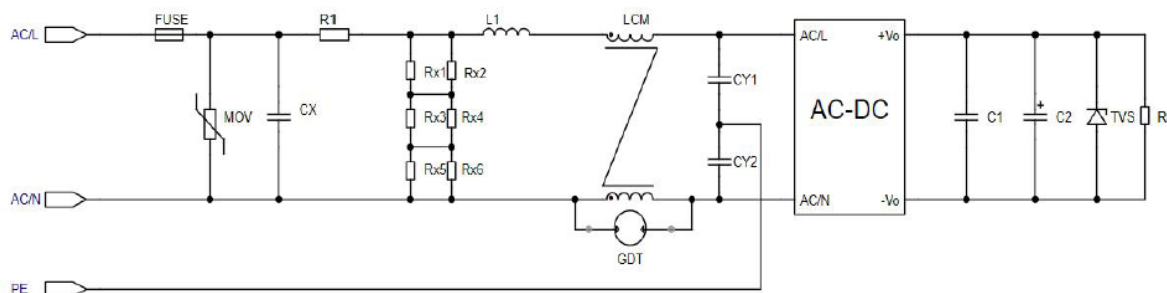 FUSE R1 L1 LCM
AC/L AC/L +Vo
Rx1 Rx2 CY1
MOV CX Rx3 Rx4 AC-DC C1 C2 + TVS R
Rx5 Rx6 CY2
AC/N AC/N -Vo
GDT
PE